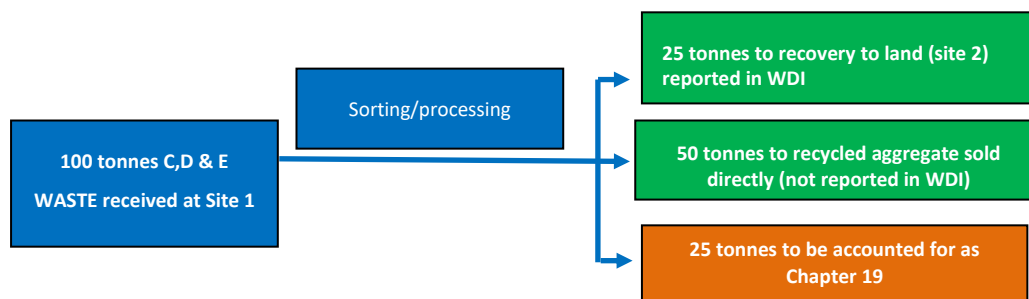 100 tonnes C,D & E
WASTE received at Site 1
Sorting/processing
25 tonnes to recovery to land (site 2)
reported in WDI
50 tonnes to recycled aggregate sold
directly (not reported in WDI)
25 tonnes to be accounted for as
Chapter 19